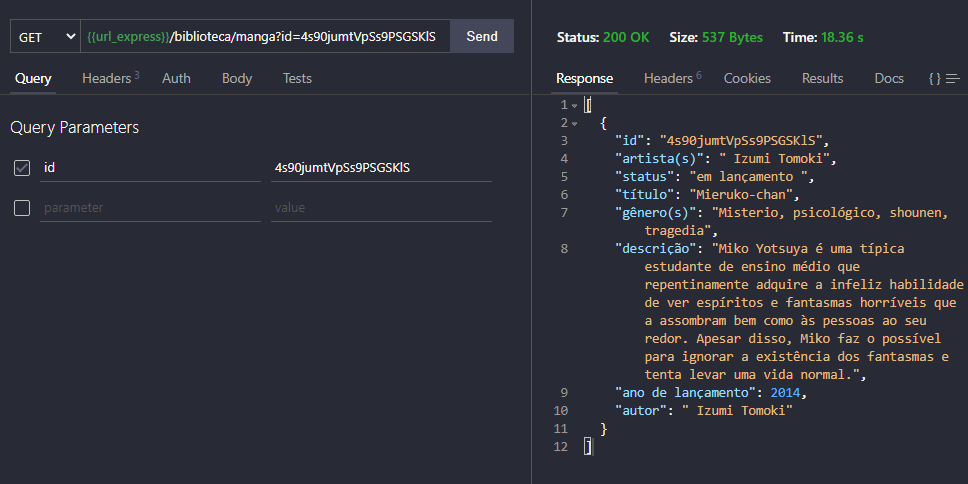 GET {{url_express}}/biblioteca/manga?id=4s90jumtVpSs9PSGSKlS Send
Query Headers 3 Auth Body Tests
Query Parameters
id 4s90jumtVpSs9PSGSKlS
parameter value
Status: 200 OK Size: 537 Bytes Time: 18.36 s
Response Headers 6 Cookies Results Docs {}
1 [
2 {
3 "id": "4s90jumtVpSs9PSGSKlS",
4 "artista(s)": " Izumi Tomoki",
5 "status": "em lançamento ",
6 "título": "Mieruko-chan",
7 "gênero(s)": "Misterio, psicológico, shounen,
tragedia",
8 "descrição": "Miko Yotsuya é uma típica
estudante de ensino médio que
repentinamente adquire a infeliz habilidade
de ver espíritos e fantasmas horríveis que
a assombram bem como às pessoas ao seu
redor. Apesar disso, Miko faz o possível
para ignorar a existência dos fantasmas e
tenta levar uma vida normal.",
9 "ano de lançamento": 2014,
10 "autor": " Izumi Tomoki"
11 }
12 ]